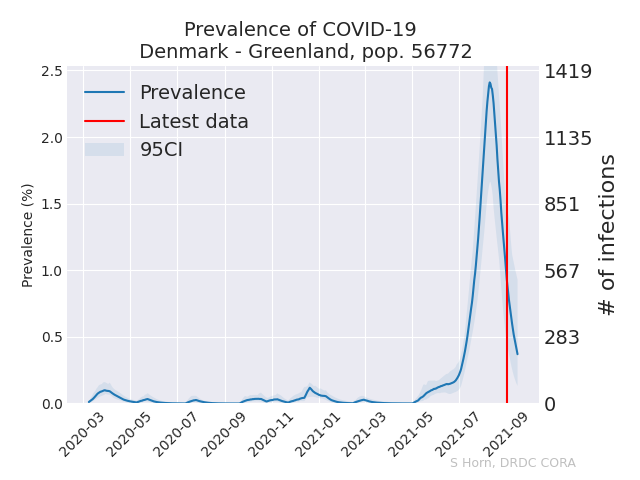 Prevalence of COVID-19
Denmark - Greenland, pop. 56772
Prevalence (%)
2.5
2.0
1.5
1.0
0.5
0.0
Prevalence
Latest data
95CI
1419
1135
851
567
283
0
# of infections
2020-03
2020-05
2020-07
2020-09
2020-11
2021-01
2021-03
2021-05
2021-07
2021-09
S Horn, DRDC CORA